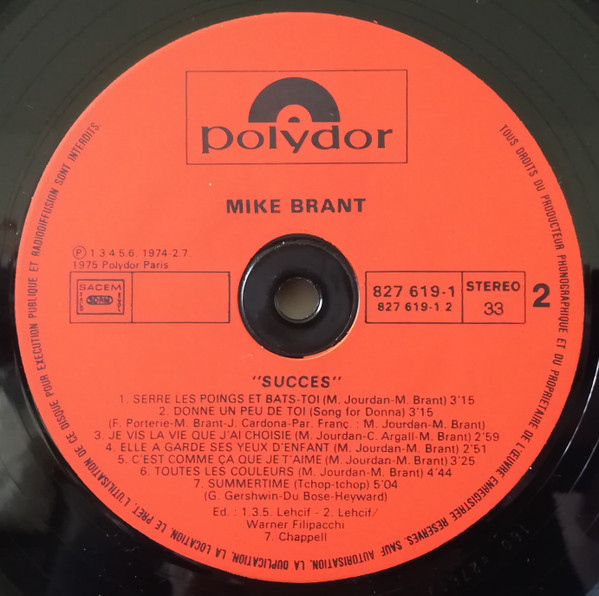 polydor
MIKE BRANT
Ⓟ 1.3.4.5.6. 1974-2.7
1975 Polydor Paris
SACEM
827 619-1
827 619-1 2
STEREO
33
2
"SUCCES"
1. SERRE LES POINGS ET BATS-TOI (M. Jourdan-M. Brant) 3'15
2. DONNE UN PEU DE TOI (Song for Donna) 3'15
(F. Porterie-M. Brant-J. Cardona-Par. Franç. : M. Jourdan-M. Brant)
3. JE VIS LA VIE QUE J'AI CHOISIE (M. Jourdan-C. Argall-M. Brant) 2'59
4. ELLE A GARDE SES YEUX D'ENFANT (M. Jourdan-M. Brant) 2'51
5. C'EST COMME ÇA QUE JE T'AIME (M. Jourdan-M. Brant) 3'25
6. TOUTES LES COULEURS (M. Jourdan-M. Brant) 4'44
7. SUMMERTIME (Tchop-tchop) 5'04
(G. Gershwin-Du Bose-Heyward)
Ed. : 1.3.5. Lehcif - 2. Lehcif/
Warner Filipacchi
7. Chappell
TOUS DROITS DU PRODUCTEUR PHONOGRAPHIQUE ET DU PROPRIETAIRE DE L'ŒUVRE ENREGISTREE RESERVES. SAUF AUTORISATION, LA DUPLICATION, LA LOCATION, LE PRET, L'UTILISATION DE CE DISQUE POUR EXECUTION PUBLIQUE ET RADIODIFFUSION SONT INTERDITS.